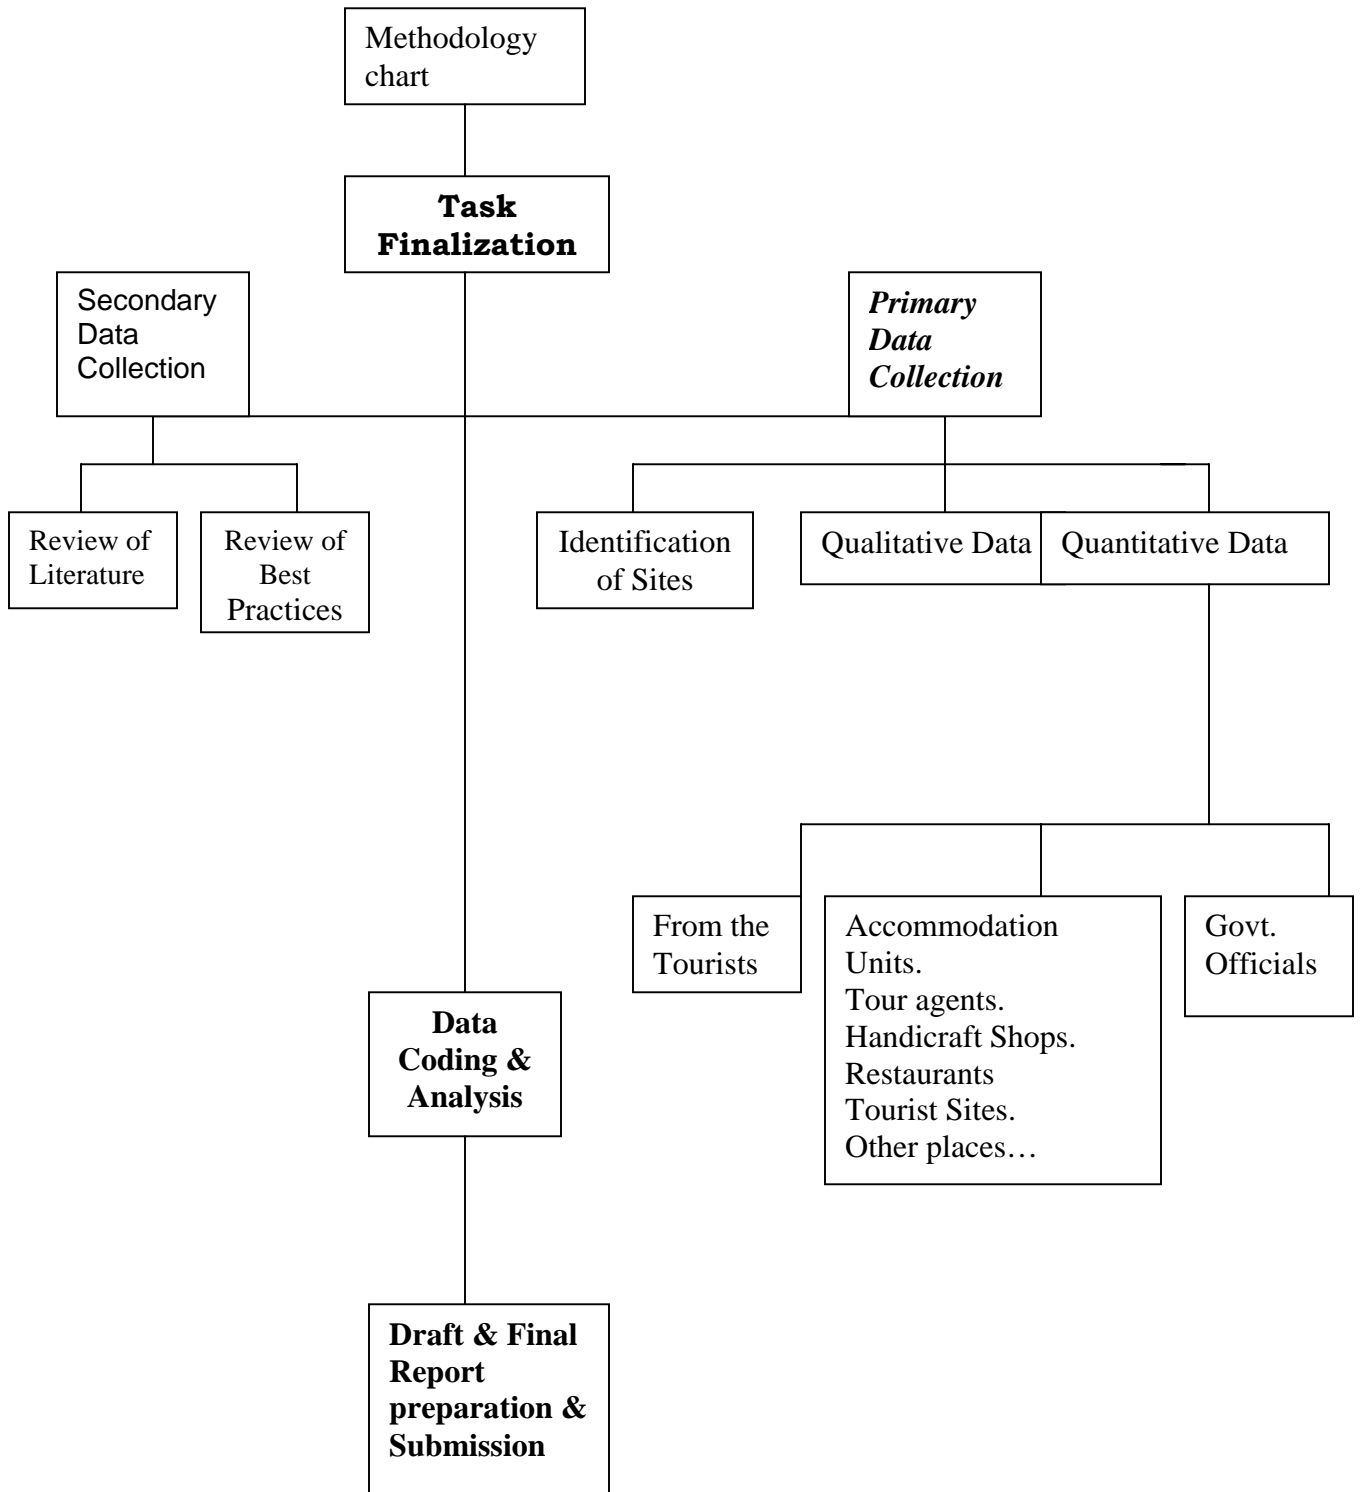 Methodology
chart
Task
Finalization
Secondary
Data
Collection
Primary
Data
Collection
Review of
Literature
Review of
Best
Practices
Identification
of Sites
Qualitative Data
Quantitative Data
From the
Tourists
Accommodation
Units.
Tour agents.
Handicraft Shops.
Restaurants
Tourist Sites.
Other places…
Govt.
Officials
Data
Coding &
Analysis
Draft & Final
Report
preparation &
Submission